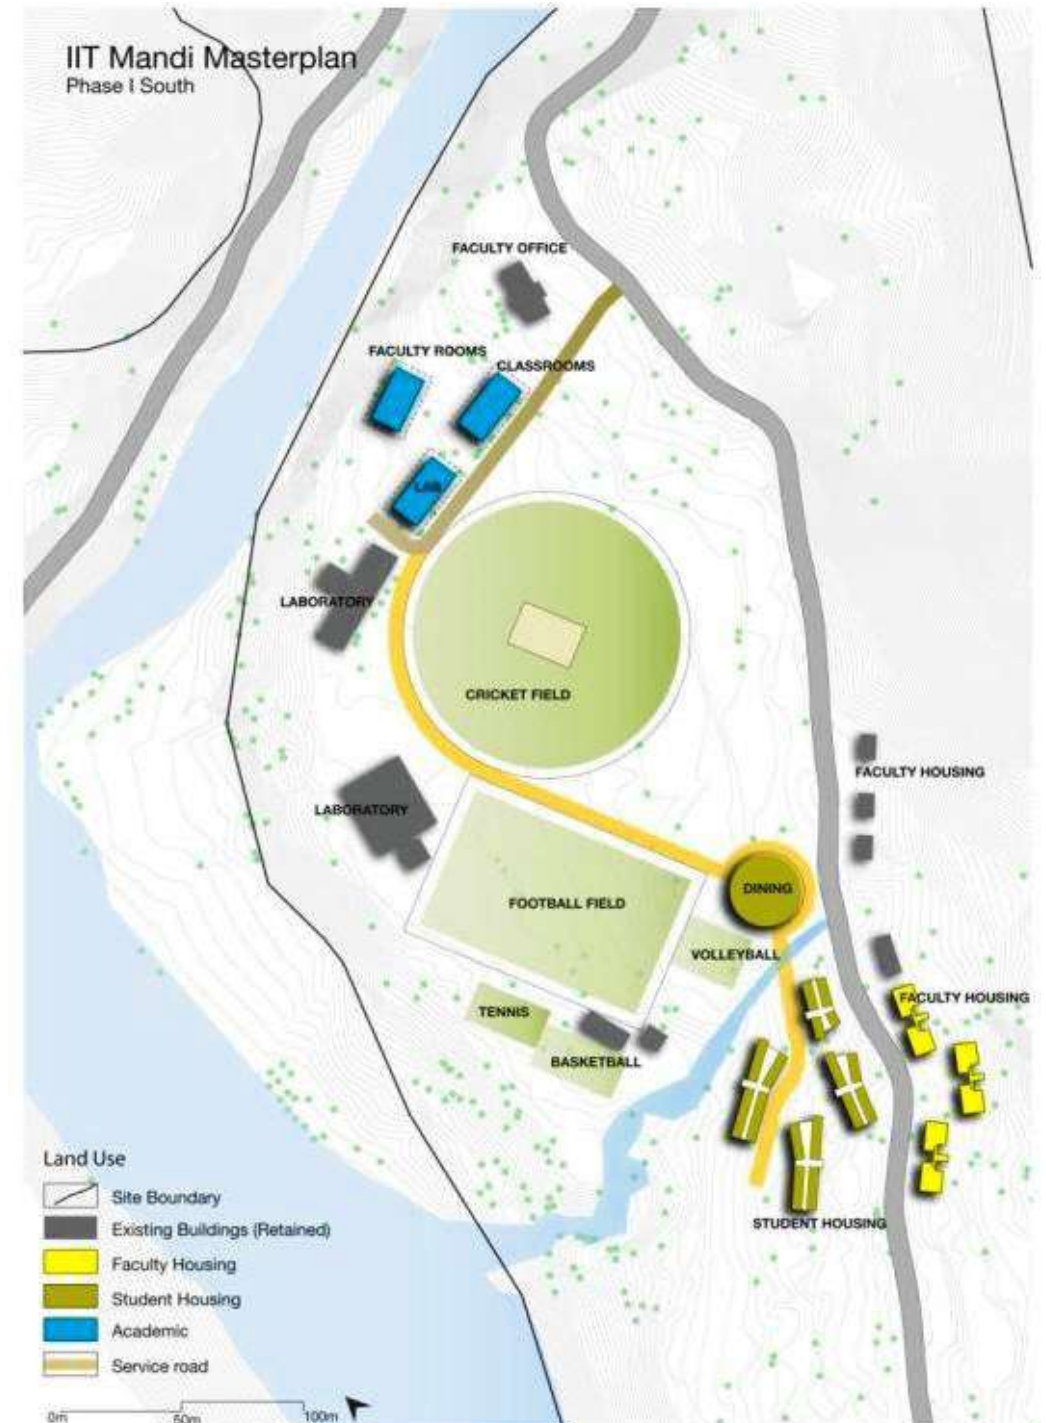 IIT Mandi Masterplan
Phase I South
FACULTY OFFICE
FACULTY ROOMS
CLASSROOMS
LAB
LABORATORY
CRICKET FIELD
FACULTY HOUSING
LABORATORY
DINING
FOOTBALL FIELD
VOLLEYBALL
FACULTY HOUSING
TENNIS
BASKETBALL
STUDENT HOUSING
Land Use
Site Boundary
Existing Buildings (Retained)
Faculty Housing
Student Housing
Academic
Service road
0m 50m 100m